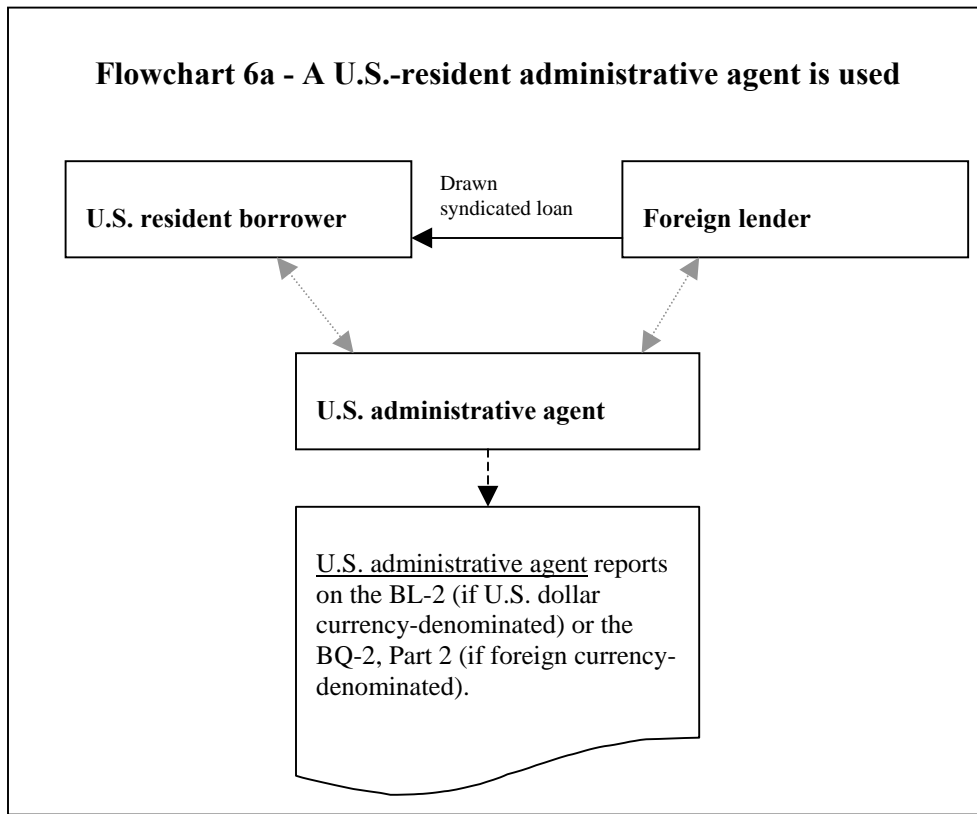 Flowchart 6a - A U.S.-resident administrative agent is used
U.S. resident borrower
Drawn
syndicated loan
Foreign lender
U.S. administrative agent
U.S. administrative agent reports
on the BL-2 (if U.S. dollar
currency-denominated) or the
BQ-2, Part 2 (if foreign currency-
denominated).